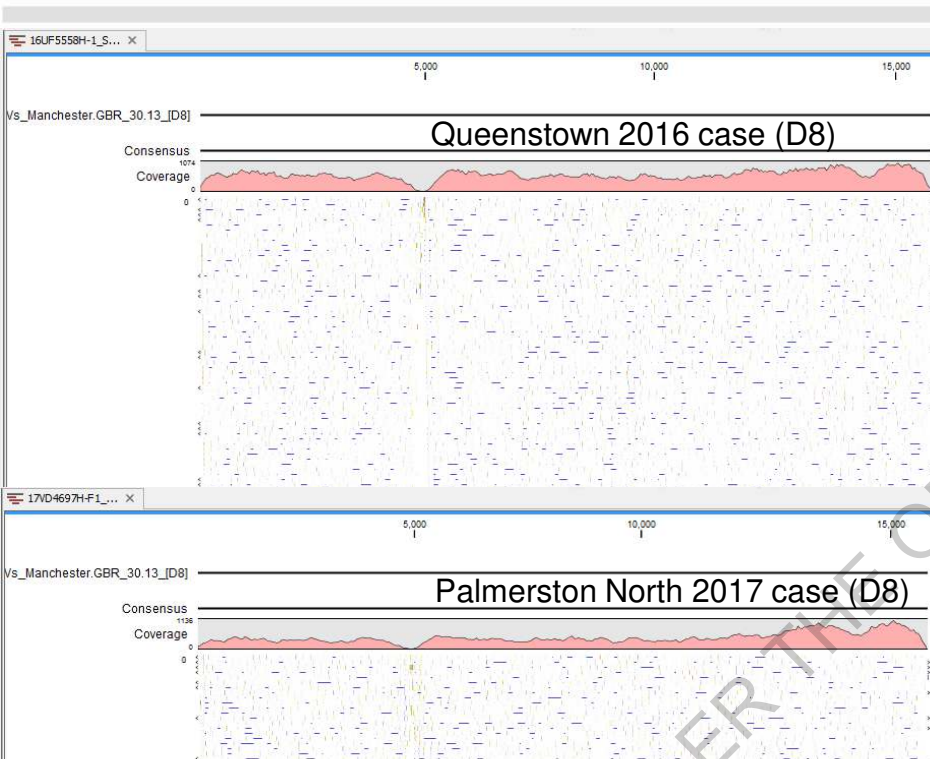 16UF5558H-1_S... ×
5,000 10,000 15,000
Vs_Manchester.GBR_30.13_[D8]
Queenstown 2016 case (D8)
Consensus
1074
Coverage
0
0
17VD4697H-F1_... ×
5,000 10,000 15,000
Vs_Manchester.GBR_30.13_[D8]
Palmerston North 2017 case (D8)
Consensus
1136
Coverage
0
0
ER THE O